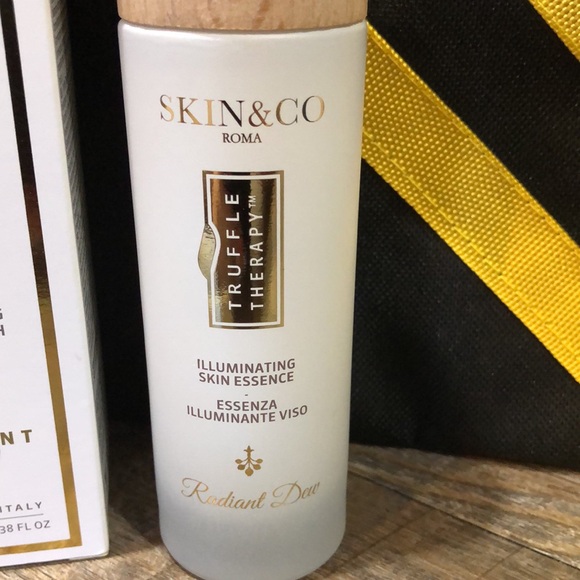 SKIN&CO
ROMA
TRUFFLE
THERAPY™
ILLUMINATING
SKIN ESSENCE
-
ESSENZA
ILLUMINANTE VISO
Radiant Dew
ITALY
38 FL OZ